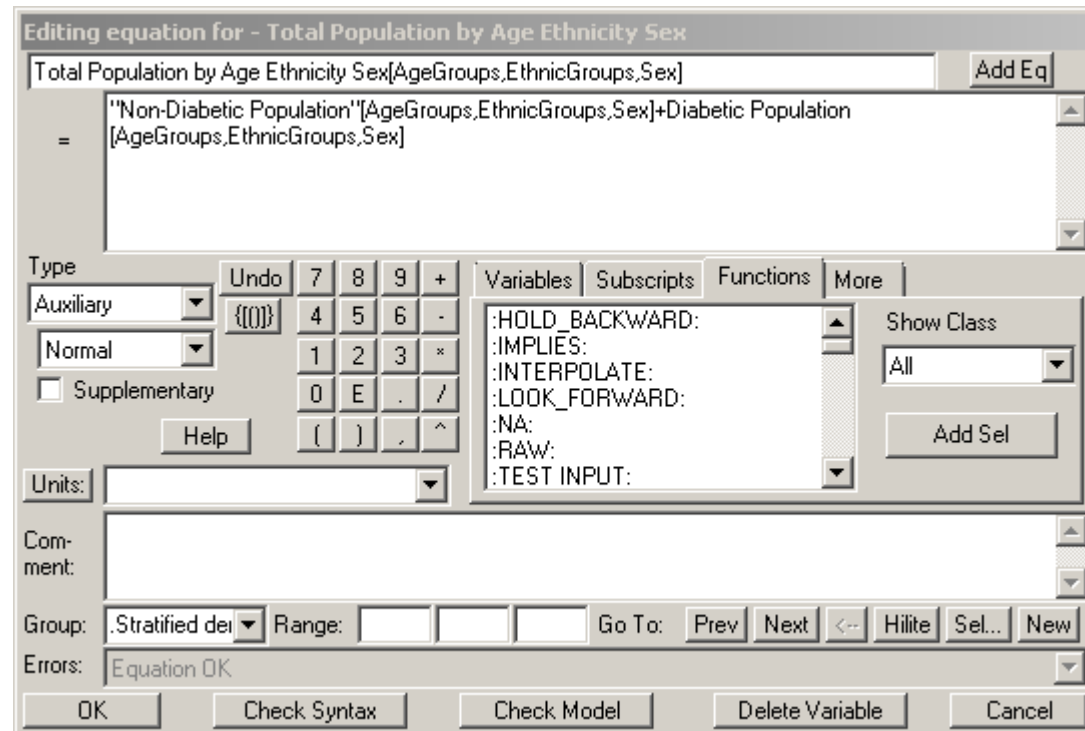 Editing equation for - Total Population by Age Ethnicity Sex
Total Population by Age Ethnicity Sex[AgeGroups,EthnicGroups,Sex]
Add Eq
=
"Non-Diabetic Population"[AgeGroups,EthnicGroups,Sex]+Diabetic Population
[AgeGroups,EthnicGroups,Sex]
Type
Auxiliary
Normal
Supplementary
Help
Undo 7 8 9 +
{[()]} 4 5 6 -
1 2 3 *
0 E . /
( ) , ^
Variables Subscripts Functions More
:HOLD_BACKWARD:
:IMPLIES:
:INTERPOLATE:
:LOOK_FORWARD:
:NA:
:RAW:
:TEST INPUT:
Show Class
All
Add Sel
Units:
Com-
ment:
Group: .Stratified der Range: Go To: Prev Next <-- Hilite Sel... New
Errors: Equation OK
OK Check Syntax Check Model Delete Variable Cancel